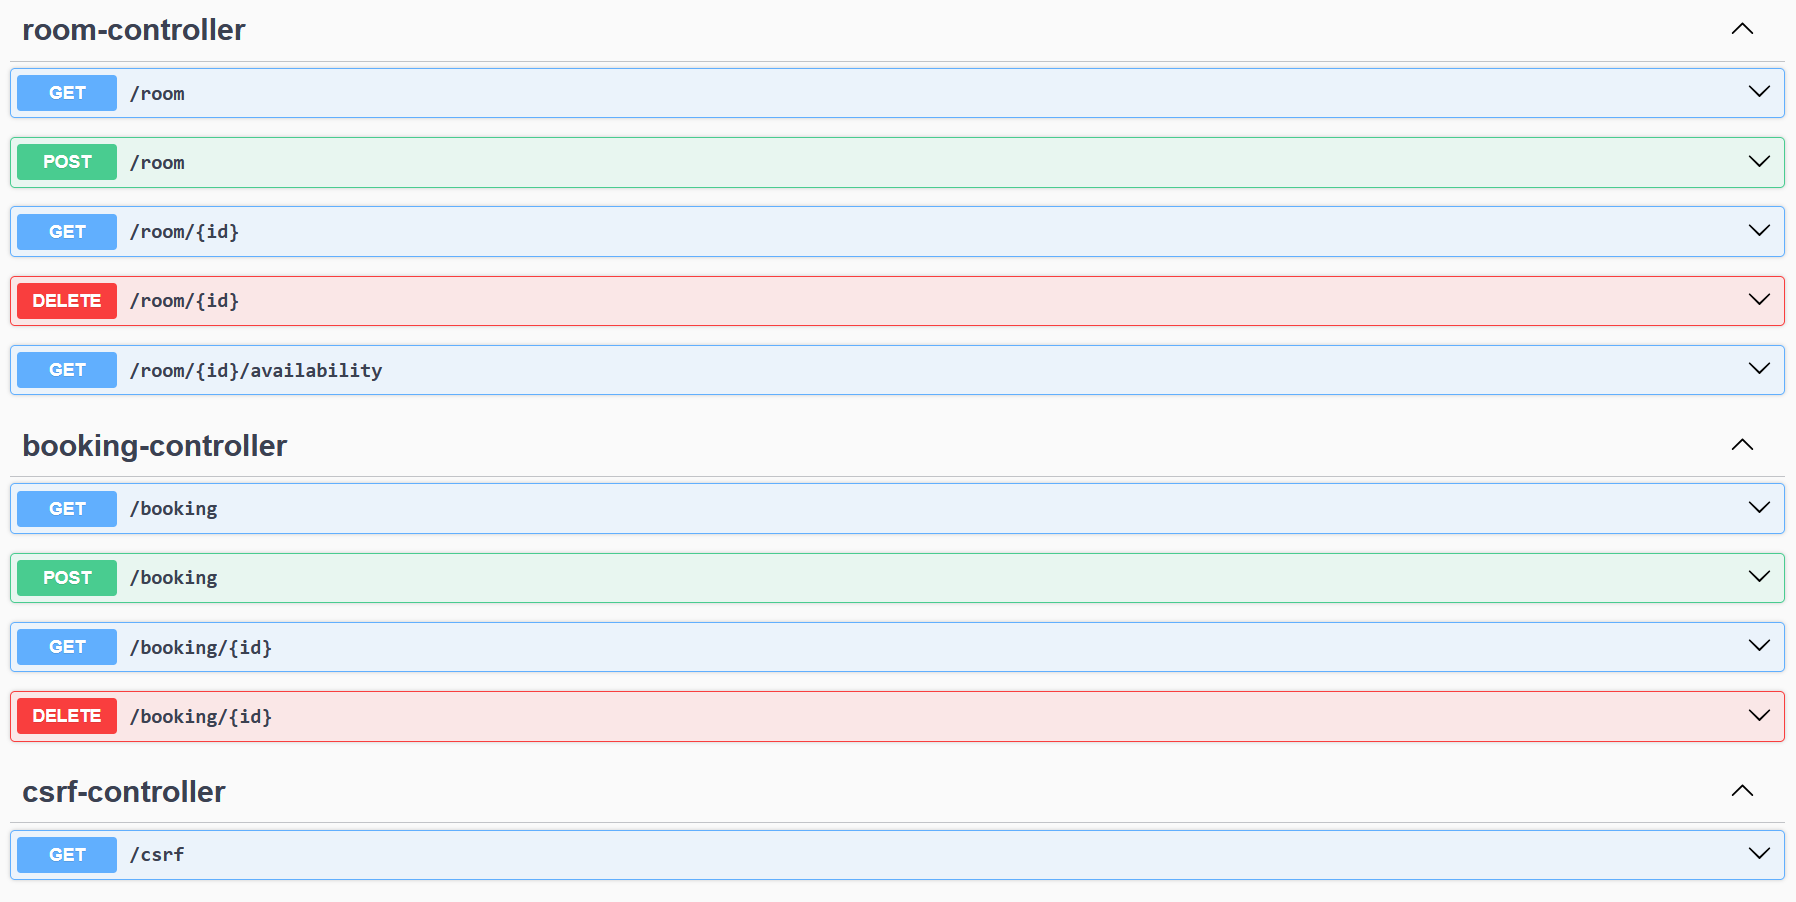 room-controller
GET /room
POST /room
GET /room/{id}
DELETE /room/{id}
GET /room/{id}/availability
booking-controller
GET /booking
POST /booking
GET /booking/{id}
DELETE /booking/{id}
csrf-controller
GET /csrf